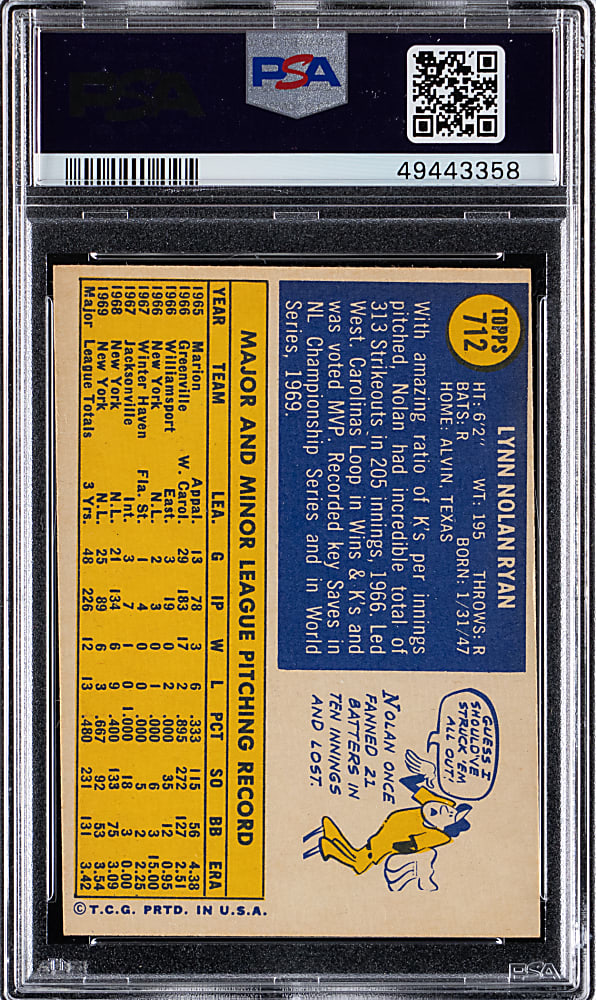 PSA
PSA
49443358
TOPPS
712
LYNN NOLAN RYAN
HT: 6'2" WT: 195 THROWS: R
BATS: R BORN: 1/31/47
HOME: ALVIN, TEXAS
With amazing ratio of K's per innings
pitched, Nolan had incredible total of
313 Strikeouts in 205 innings, 1966. Led
West. Carolinas Loop in Wins & K's and
was voted MVP. Recorded key Saves in
NL Championship Series and in World
Series, 1969.
GUESS I
SHOULD'VE
STRUCK 'EM
ALL OUT!
NOLAN ONCE
FANNED 21
BATTERS IN
TEN INNINGS
AND LOST.
MAJOR AND MINOR LEAGUE PITCHING RECORD
YEAR TEAM LEA. G IP W L PCT SO BB ERA
1965 Marion Appal. 13 78 3 6 .333 115 56 4.38
1966 Greenville W. Carol. 29 183 17 2 .895 272 127 2.51
1966 Williamsport East. 3 19 0 2 .000 35 12 0.95
1966 New York N.L. 2 3 0 1 .000 6 3 15.00
1967 Winter Haven Fla. St. 1 4 0 0 .000 5 2 2.25
1967 Jacksonville Int. 3 7 1 0 1.000 18 3 0.00
1968 New York N.L. 21 134 6 9 .400 133 75 3.09
1969 New York N.L. 25 89 6 3 .667 92 53 3.54
Major League Totals 3 Yrs. 48 226 12 13 .480 231 131 3.42
©T.C.G. PRTD. IN U.S.A.
PSA